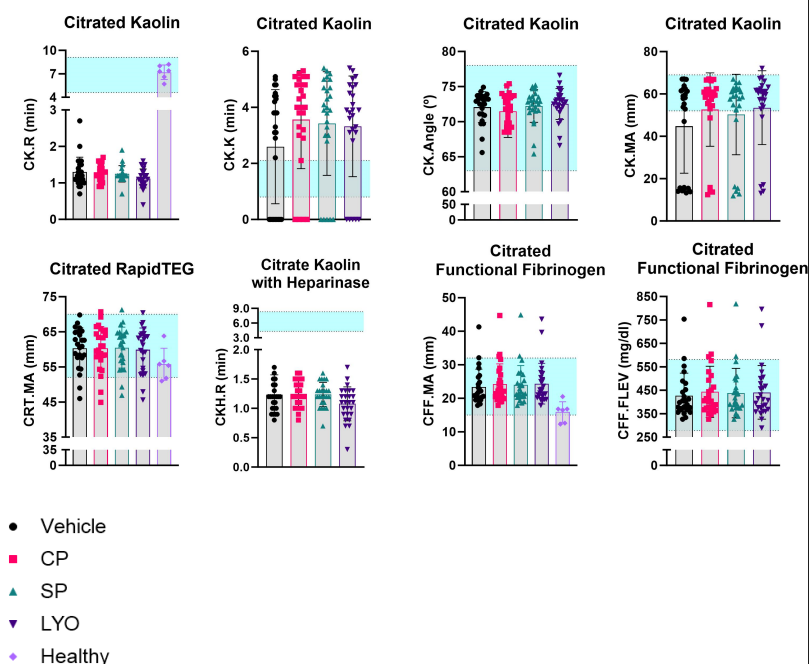 Citrated Kaolin
CK.R (min)
10
7
4
3
2
1
0
Citrated Kaolin
CK.K (min)
6
4
2
0
Citrated Kaolin
CK.Angle (º)
80
75
70
65
60
50
0
Citrated Kaolin
CK.MA (mm)
80
60
40
20
0
Citrated RapidTEG
CRT.MA (mm)
75
65
55
45
35
35
0
Citrate Kaolin
with Heparinase
CKH.R (min)
9.0
6.0
3.0
2.0
1.5
1.0
0.5
0.0
Citrated
Functional Fibrinogen
CFF.MA (mm)
50
40
30
20
10
0
Citrated
Functional Fibrinogen
CFF.FLEV (mg/dl)
850
750
650
550
450
350
250
0
Vehicle
CP
SP
LYO
Healthy